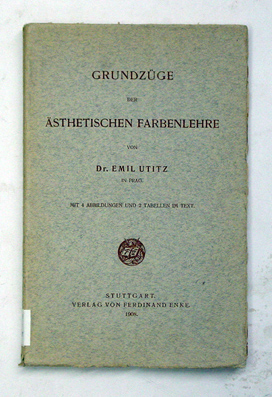 GRUNDZÜGE
DER
ÄSTHETISCHEN FARBENLEHRE
VON
Dr. EMIL UTITZ
IN PRAG.
MIT 4 ABBILDUNGEN UND 2 TABELLEN IM TEXT.
STUTTGART.
VERLAG VON FERDINAND ENKE.
1908.